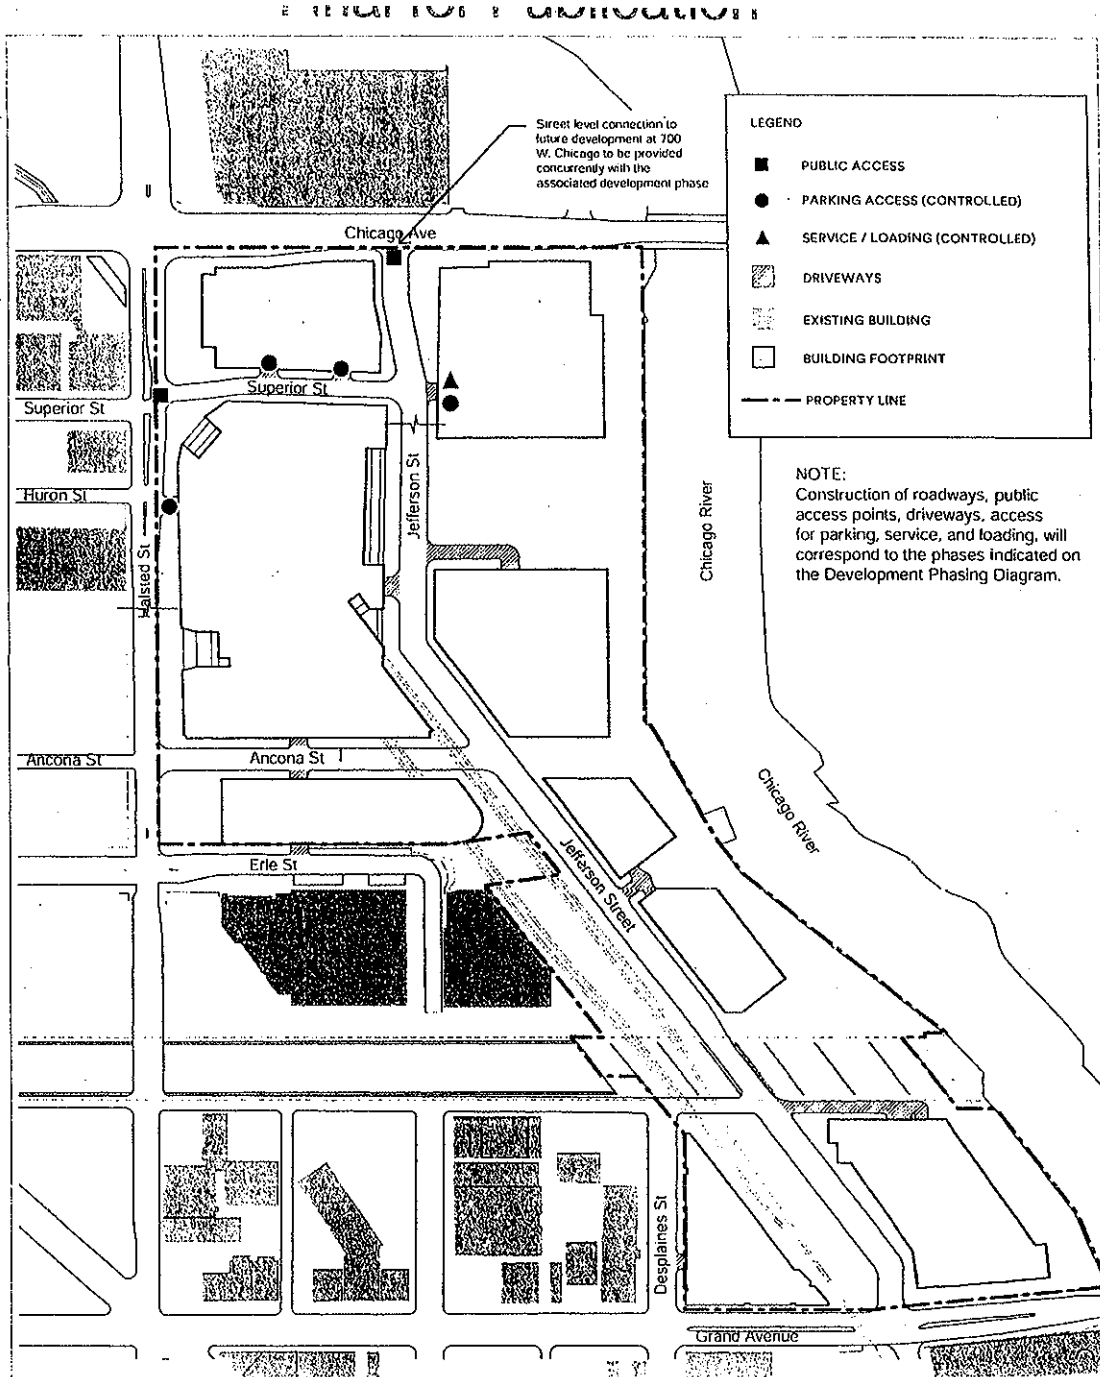 Final for Publication
Street level connection to
future development at 700
W. Chicago to be provided
concurrently with the
associated development phase
Chicago Ave
LEGEND
PUBLIC ACCESS
PARKING ACCESS (CONTROLLED)
SERVICE / LOADING (CONTROLLED)
DRIVEWAYS
EXISTING BUILDING
BUILDING FOOTPRINT
PROPERTY LINE
NOTE:
Construction of roadways, public
access points, driveways, access
for parking, service, and loading, will
correspond to the phases indicated on
the Development Phasing Diagram.
Superior St
Superior St
Huron St
Halsted St
Jefferson St
Chicago River
Ancona St
Ancona St
Chicago River
Erie St
Jefferson Street
Desplaines St
Grand Avenue